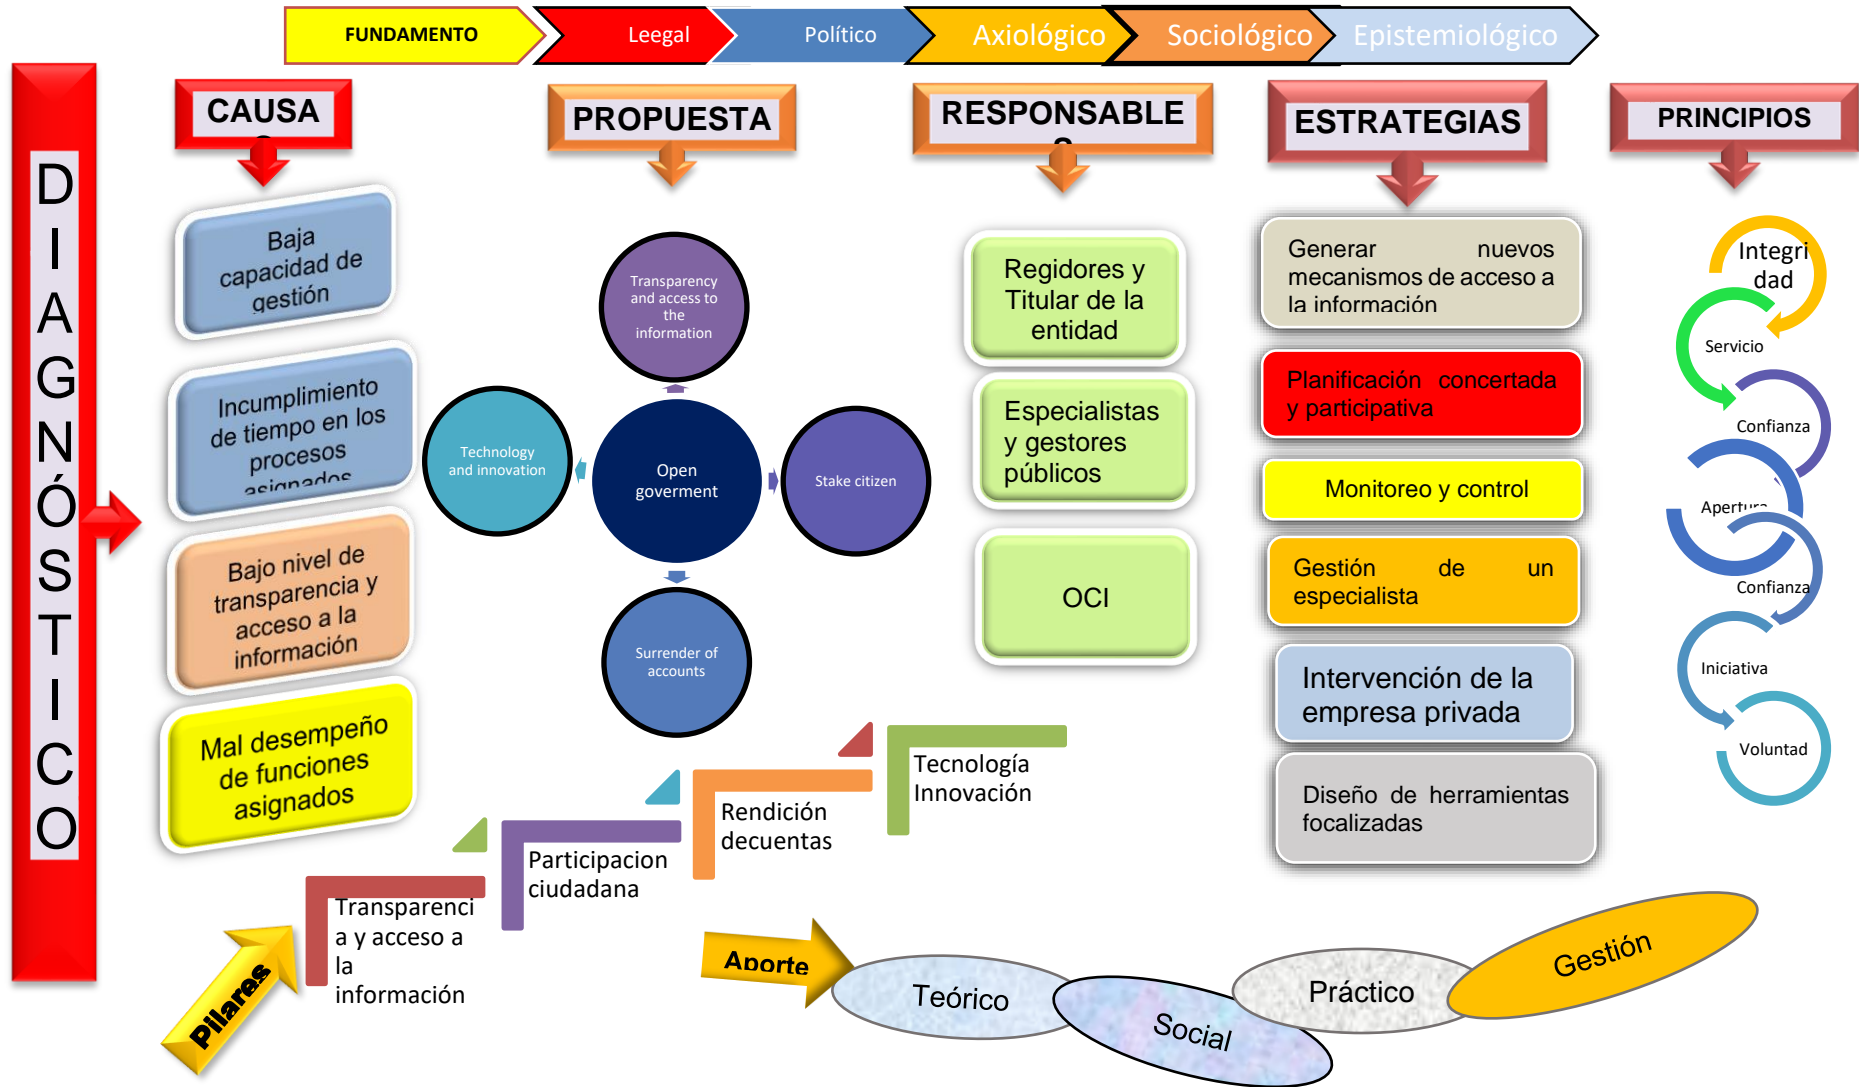 FUNDAMENTO
Leegal
Político
Axiológico
Sociológico
Epistemiológico
DIAGNÓSTICO
CAUSA
PROPUESTA
RESPONSABLE
ESTRATEGIAS
PRINCIPIOS
Baja
capacidad de
gestión
Incumplimiento
de tiempo en los
procesos
asignados
Bajo nivel de
transparencia y
acceso a la
información
Mal desempeño
de funciones
asignados
Transparency
and access to
the
information
Technology
and innovation
Open
goverment
Stake citizen
Surrender of
accounts
Regidores y
Titular de la
entidad
Especialistas
y gestores
públicos
OCI
Generar nuevos
mecanismos de acceso a
la información
Planificación concertada
y participativa
Monitoreo y control
Gestión de un
especialista
Intervención de la
empresa privada
Diseño de herramientas
focalizadas
Integri
dad
Servicio
Confianza
Apertura
Confianza
Iniciativa
Voluntad
Pilares
Transparenci
a y acceso a
la
información
Participacion
ciudadana
Rendición
decuentas
Tecnología
Innovación
Aporte
Teórico
Social
Práctico
Gestión